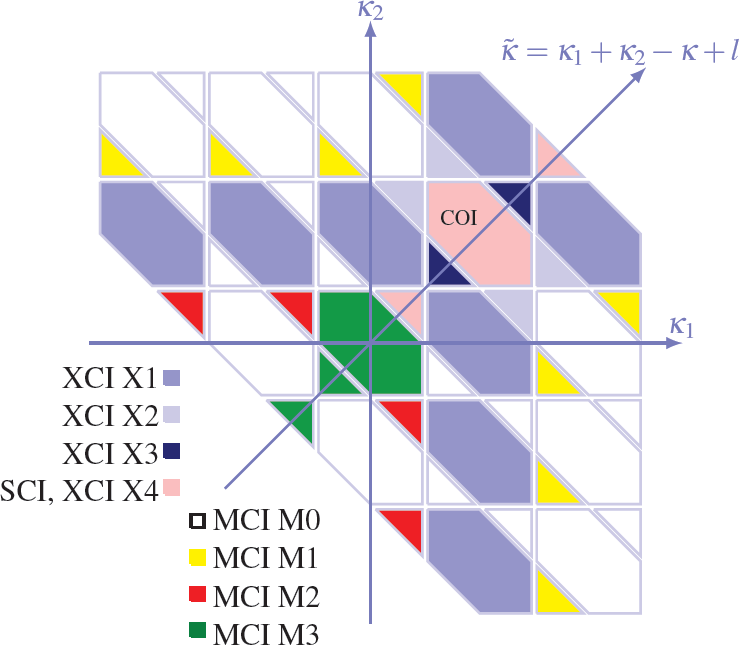 κ₂
κ̃ = κ₁ + κ₂ − κ + l
COI
κ₁
XCI X1
XCI X2
XCI X3
SCI, XCI X4
MCI M0
MCI M1
MCI M2
MCI M3